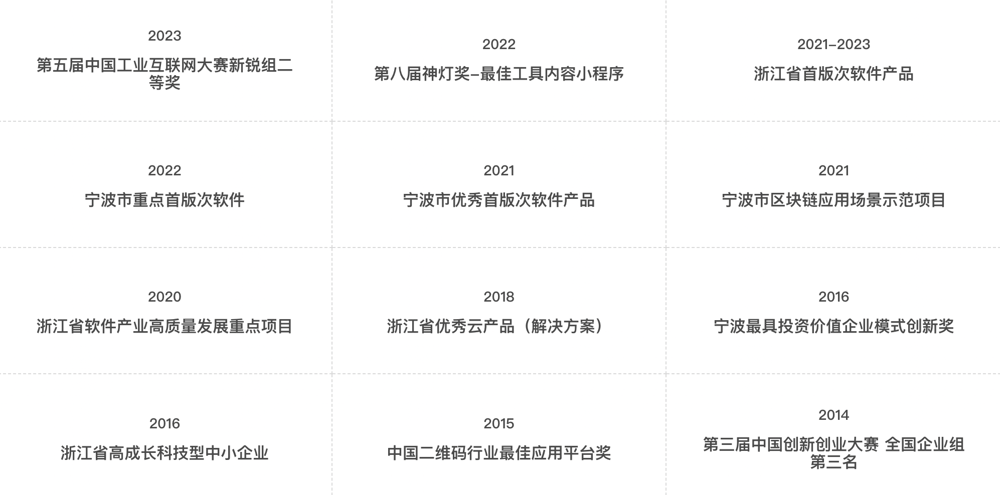 2023
第五届中国工业互联网大赛新锐组二
等奖
2022
第八届神灯奖–最佳工具内容小程序
2021–2023
浙江省首版次软件产品
2022
宁波市重点首版次软件
2021
宁波市优秀首版次软件产品
2021
宁波市区块链应用场景示范项目
2020
浙江省软件产业高质量发展重点项目
2018
浙江省优秀云产品（解决方案）
2016
宁波最具投资价值企业模式创新奖
2016
浙江省高成长科技型中小企业
2015
中国二维码行业最佳应用平台奖
2014
第三届中国创新创业大赛 全国企业组
第三名